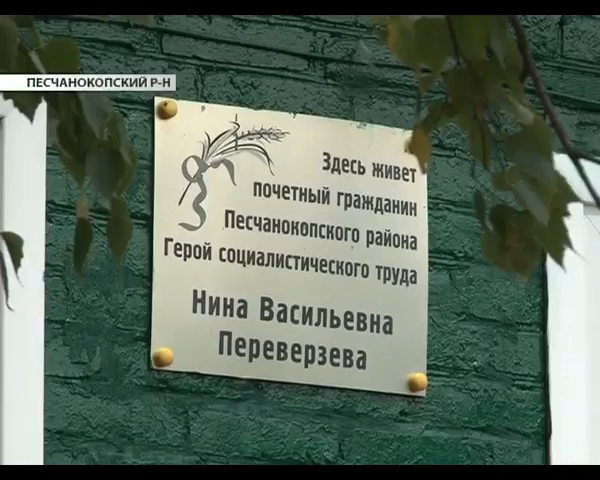 ПЕСЧАНОКОПСКИЙ Р-Н
Здесь живет
почетный гражданин
Песчанокопского района
Герой социалистического труда
Нина Васильевна
Переверзева